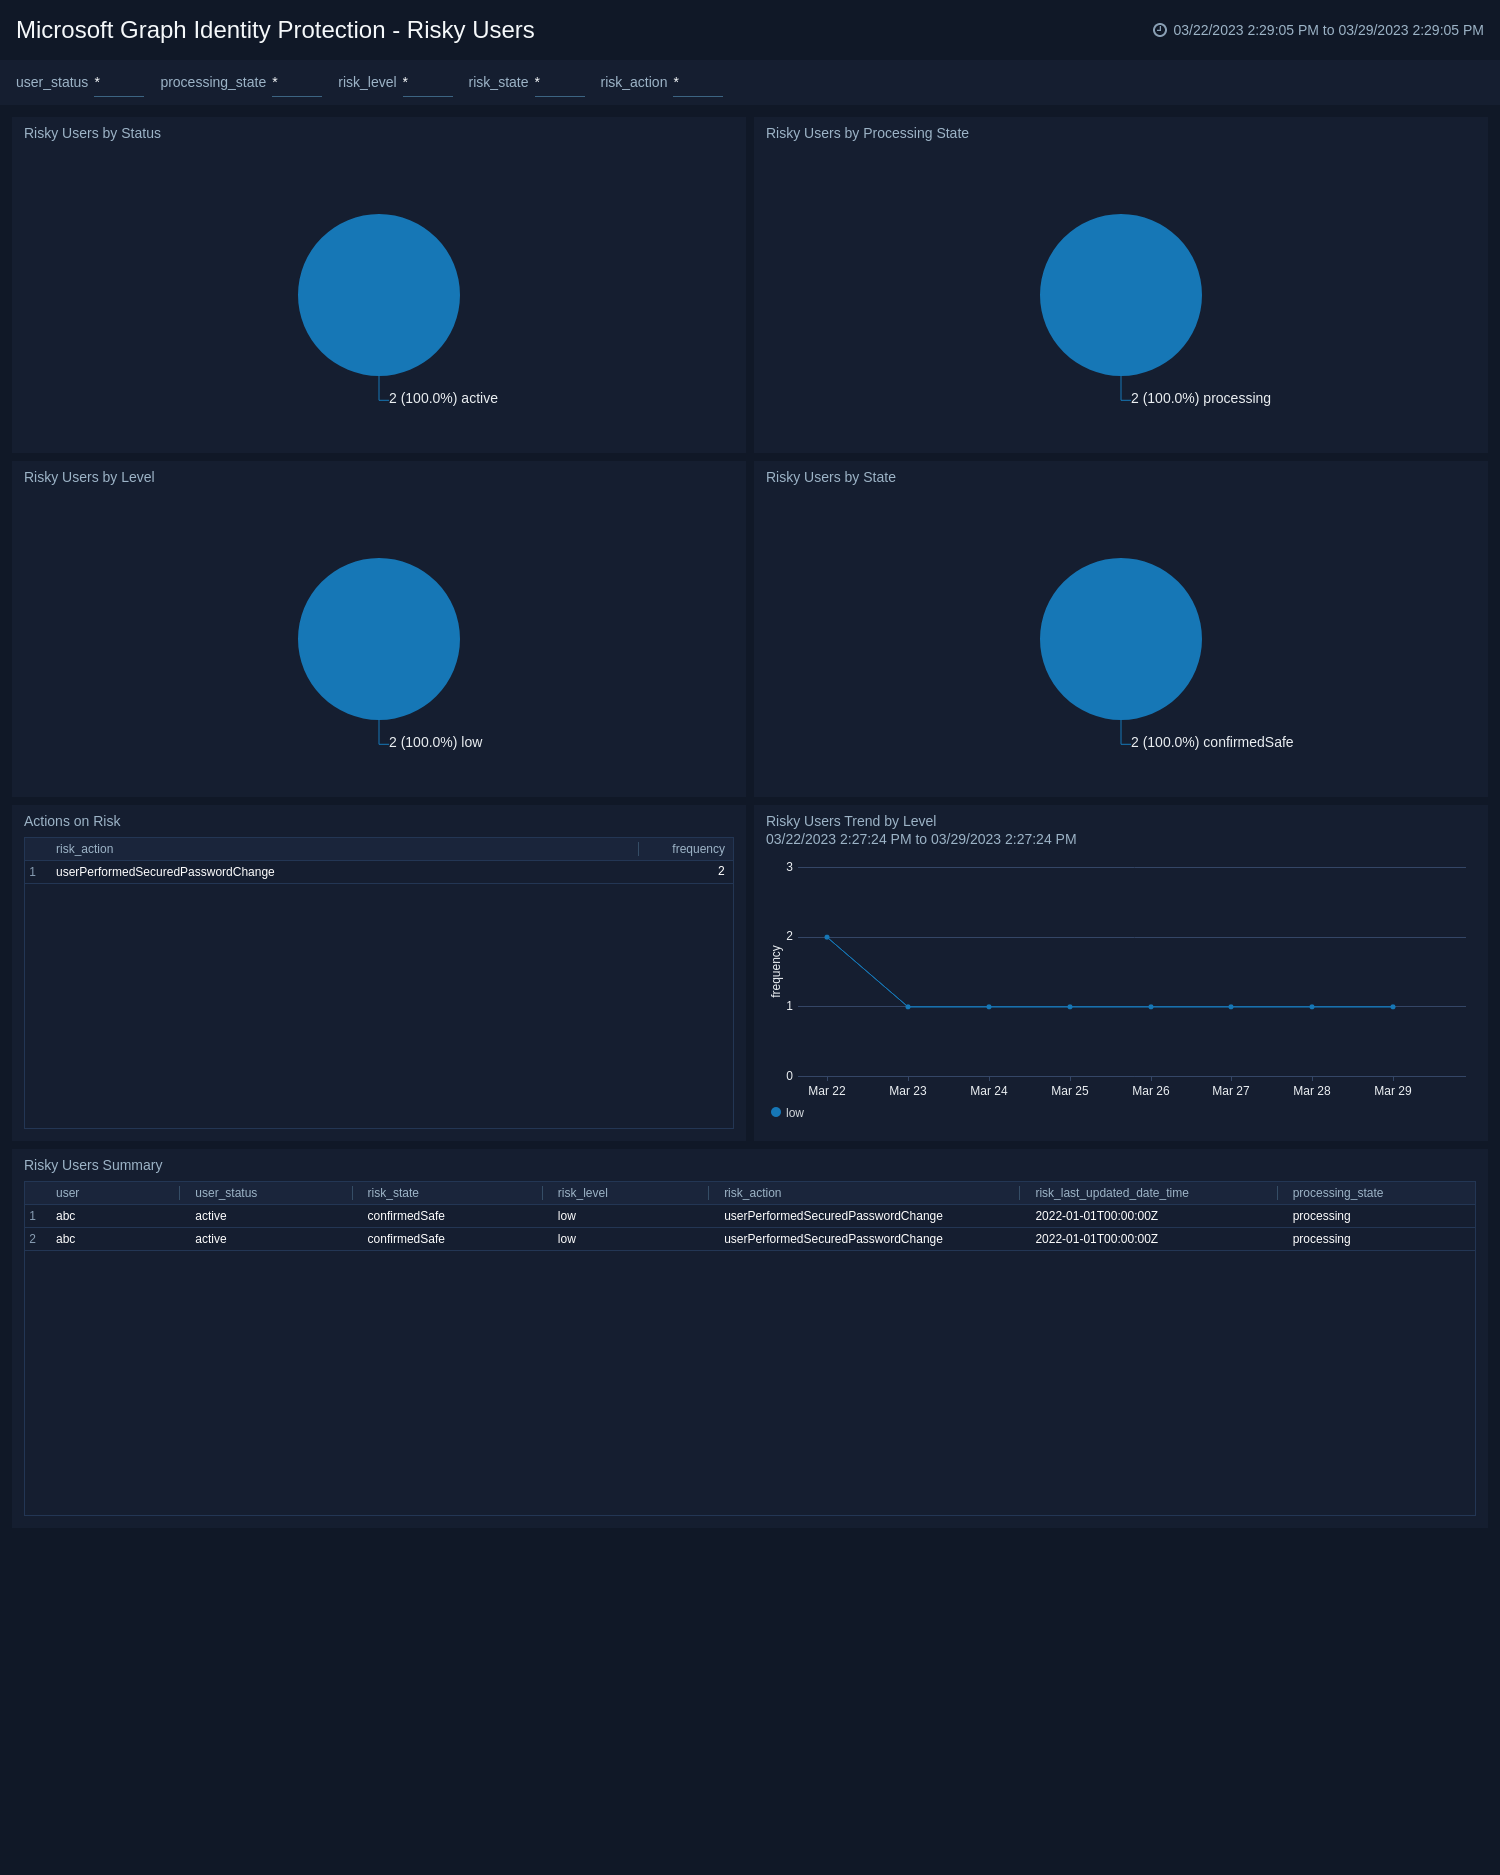 Microsoft Graph Identity Protection - Risky Users
03/22/2023 2:29:05 PM to 03/29/2023 2:29:05 PM
user_status * processing_state * risk_level * risk_state * risk_action *
Risky Users by Status
2 (100.0%) active
Risky Users by Processing State
2 (100.0%) processing
Risky Users by Level
2 (100.0%) low
Risky Users by State
2 (100.0%) confirmedSafe
Actions on Risk
risk_action frequency
1 userPerformedSecuredPasswordChange 2
Risky Users Trend by Level
03/22/2023 2:27:24 PM to 03/29/2023 2:27:24 PM
3
2
1
0
frequency
Mar 22 Mar 23 Mar 24 Mar 25 Mar 26 Mar 27 Mar 28 Mar 29
low
Risky Users Summary
user user_status risk_state risk_level risk_action risk_last_updated_date_time processing_state
1 abc active confirmedSafe low userPerformedSecuredPasswordChange 2022-01-01T00:00:00Z processing
2 abc active confirmedSafe low userPerformedSecuredPasswordChange 2022-01-01T00:00:00Z processing